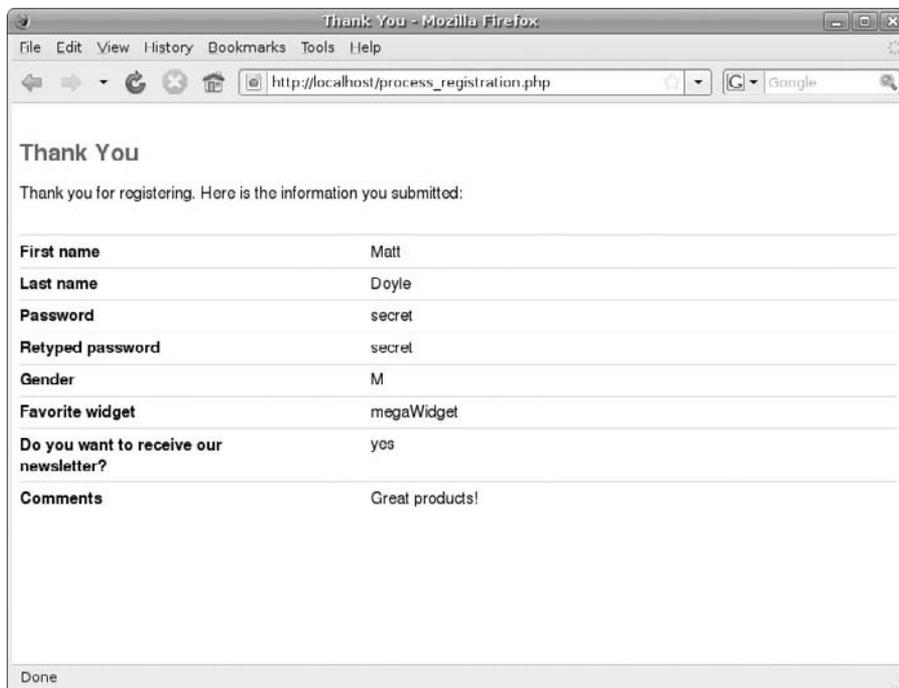 Thank You - Mozilla Firefox
File Edit View History Bookmarks Tools Help
http://localhost/process_registration.php
G Google
Thank You
Thank you for registering. Here is the information you submitted:
First name Matt
Last name Doyle
Password secret
Retyped password secret
Gender M
Favorite widget megaWidget
Do you want to receive our yes
newsletter?
Comments Great products!
Done